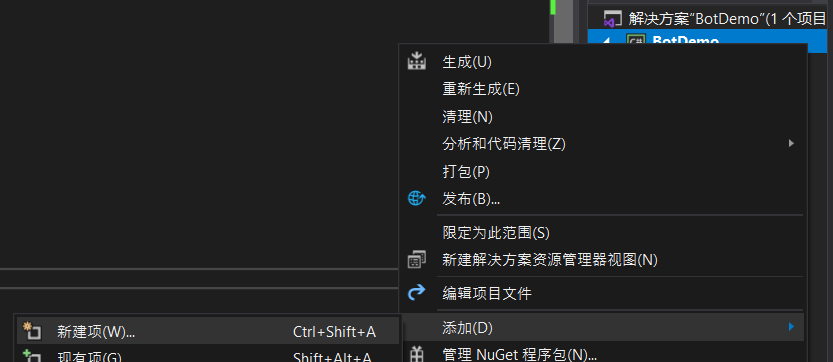 解决方案"BotDemo"(1 个项目
BotDemo
生成(U)
重新生成(E)
清理(N)
分析和代码清理(Z)
打包(P)
发布(B)...
限定为此范围(S)
新建解决方案资源管理器视图(N)
编辑项目文件
添加(D)
新建项(W)... Ctrl+Shift+A
管理 NuGet 程序包(N)...
现有项(G) Shift+Alt+A